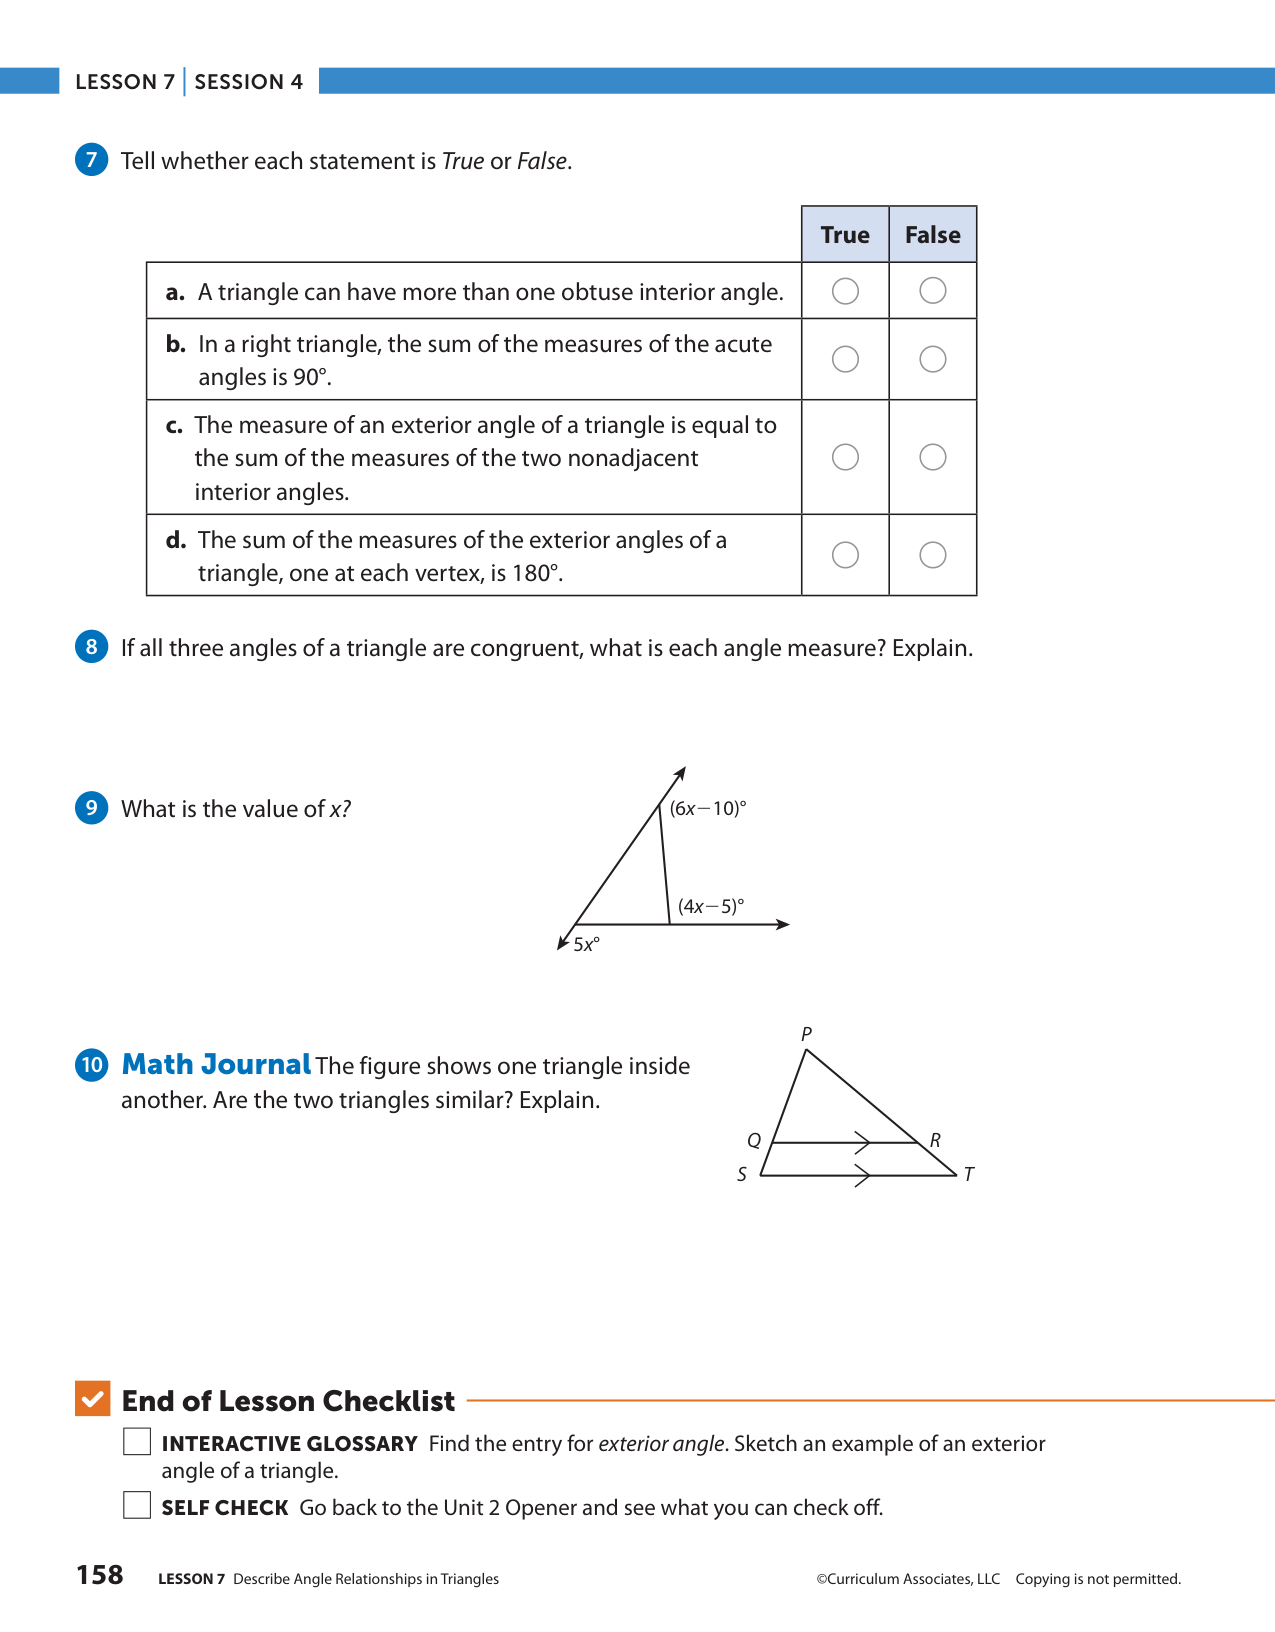 LESSON 7 | SESSION 4
7 Tell whether each statement is True or False.
True False
a. A triangle can have more than one obtuse interior angle.
b. In a right triangle, the sum of the measures of the acute
angles is 90°.
c. The measure of an exterior angle of a triangle is equal to
the sum of the measures of the two nonadjacent
interior angles.
d. The sum of the measures of the exterior angles of a
triangle, one at each vertex, is 180°.
8 If all three angles of a triangle are congruent, what is each angle measure? Explain.
9 What is the value of x?
(6x−10)°
(4x−5)°
5x°
10 Math Journal The figure shows one triangle inside
another. Are the two triangles similar? Explain.
P
Q R
S T
End of Lesson Checklist
INTERACTIVE GLOSSARY Find the entry for exterior angle. Sketch an example of an exterior
angle of a triangle.
SELF CHECK Go back to the Unit 2 Opener and see what you can check off.
158 LESSON 7 Describe Angle Relationships in Triangles ©Curriculum Associates, LLC Copying is not permitted.